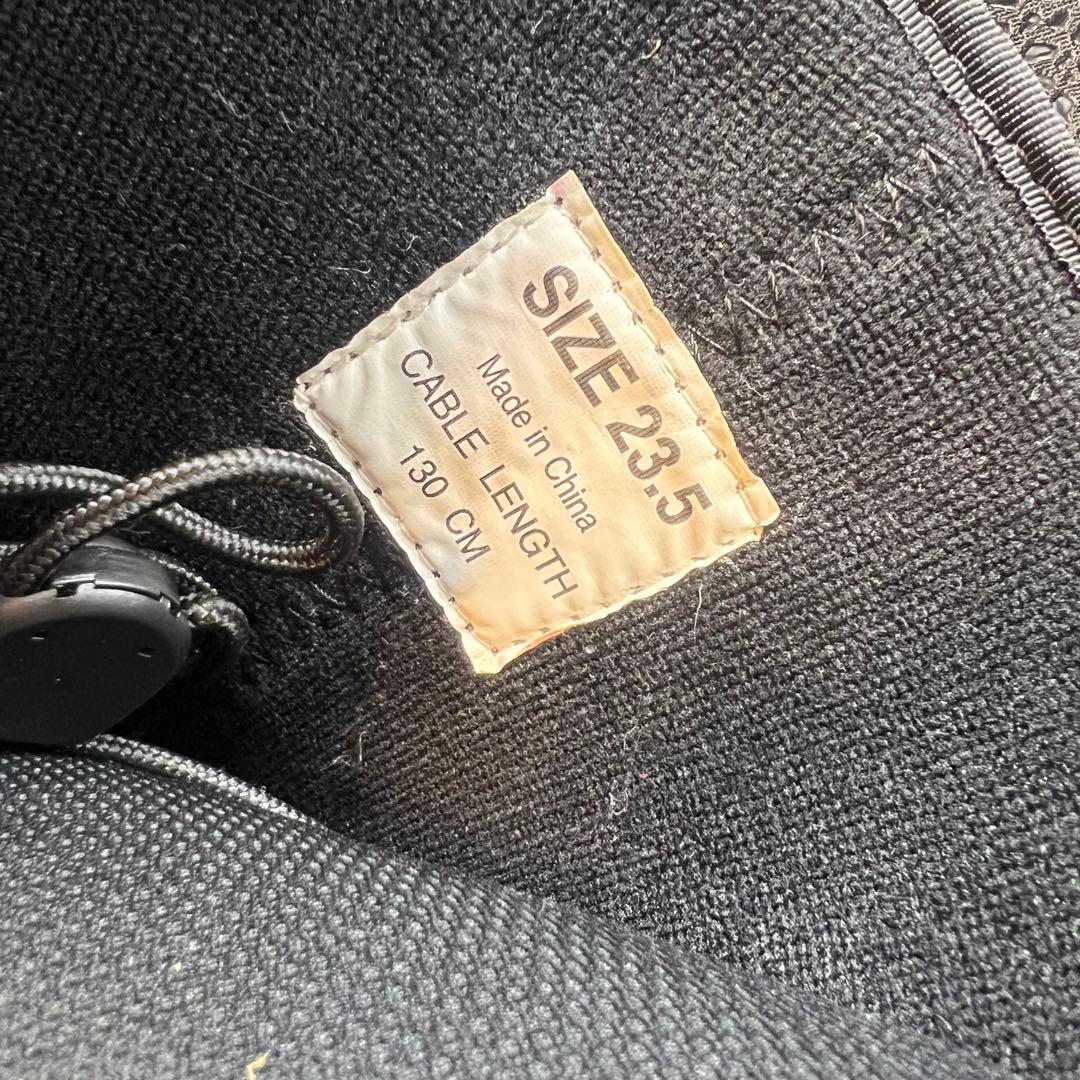 SIZE 23.5
Made in China
CABLE LENGTH
130 CM